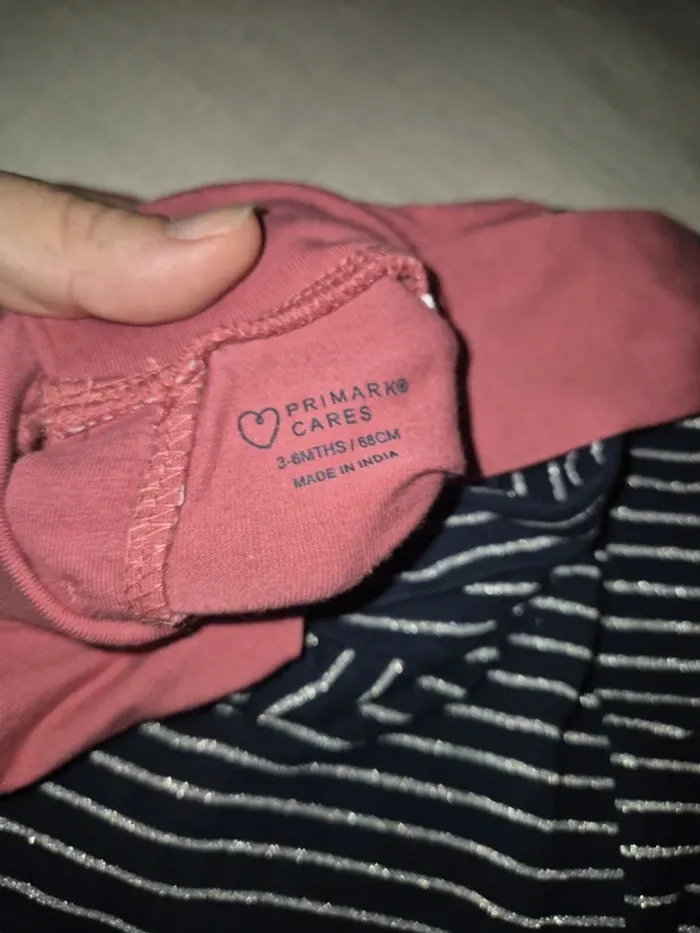 PRIMARK®
CARES
3-6MTHS / 68CM
MADE IN INDIA